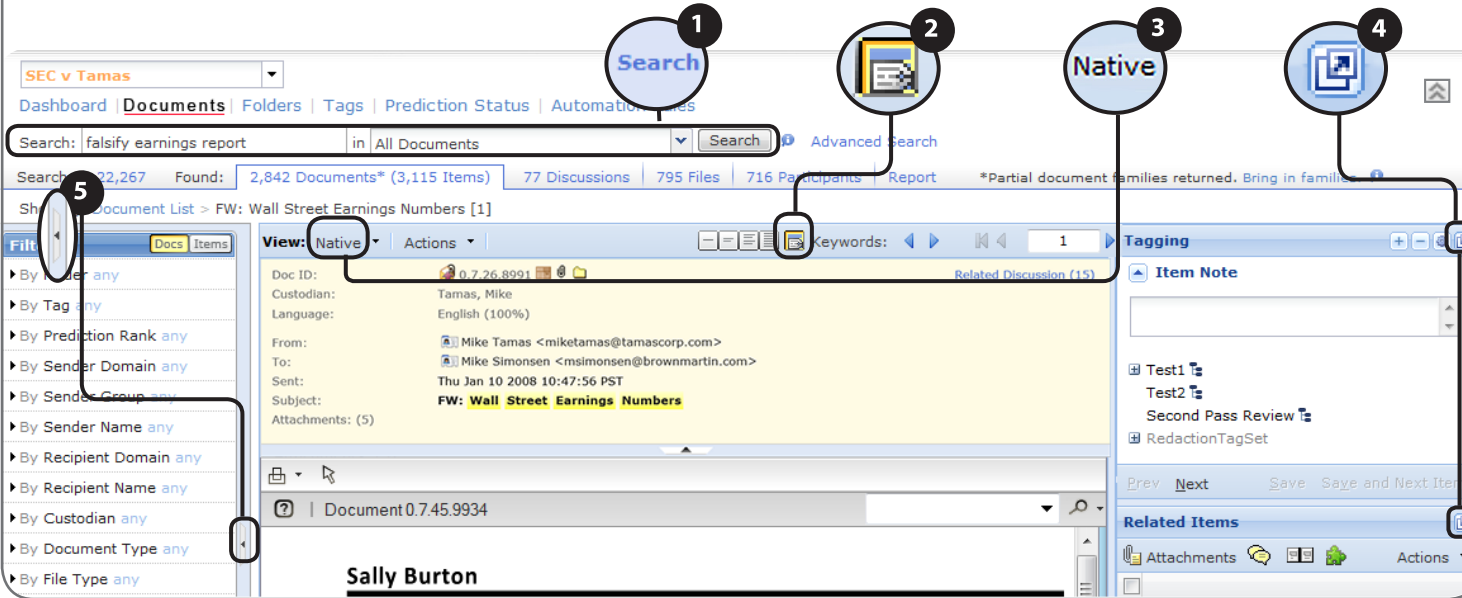 1
2
3
4
Search
Native
SEC v Tamas
Dashboard | Documents | Folders | Tags | Prediction Status | Automation
Search: falsify earnings report in All Documents Search Advanced Search
22,267 Found: 2,842 Documents* (3,115 Items) 77 Discussions 795 Files 716 Participants Report *Partial document families returned. Bring in families.
5
Document List > FW: Wall Street Earnings Numbers [1]
Docs Items
View: Native Actions Keywords: 1
Tagging
By any
Doc ID: 0.7.26.8991 Related Discussion (15)
Item Note
Custodian: Tamas, Mike
By Tag any
Language: English (100%)
By Prediction Rank any
From: Mike Tamas <miketamas@tamascorp.com>
By Sender Domain any
To: Mike Simonsen <msimonsen@brownmartin.com>
Test1
Sent: Thu Jan 10 2008 10:47:56 PST
By Sender Group any
Test2
Subject: FW: Wall Street Earnings Numbers
Second Pass Review
Attachments: (5)
By Sender Name any
RedactionTagSet
By Recipient Domain any
By Recipient Name any
Prev Next Save Save and Next Item
Document 0.7.45.9934
By Custodian any
Related Items
By Document Type any
Attachments Actions
By File Type any
Sally Burton